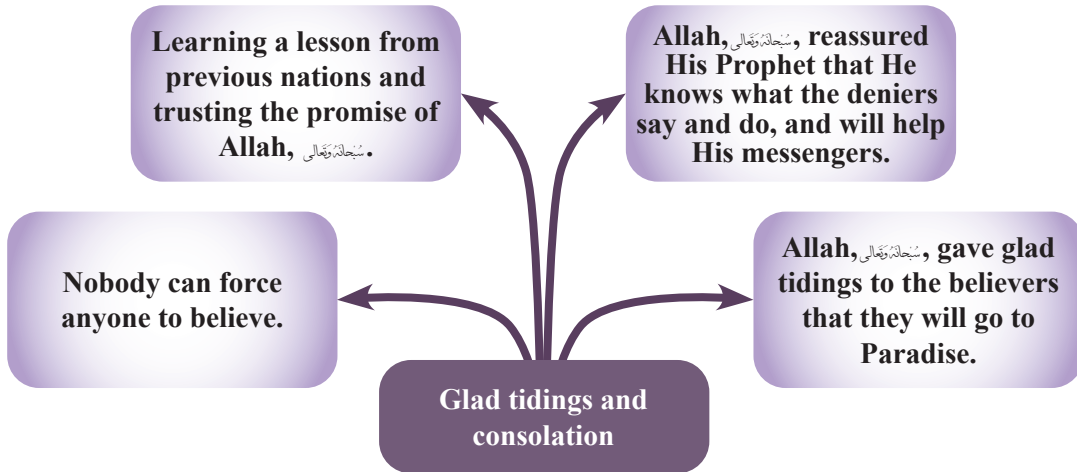 Learning a lesson from
previous nations and
trusting the promise of
Allah, سُبْحَانَهُ وَتَعَالَى.
Allah, سُبْحَانَهُ وَتَعَالَى, reassured
His Prophet that He
knows what the deniers
say and do, and will help
His messengers.
Nobody can force
anyone to believe.
Allah, سُبْحَانَهُ وَتَعَالَى, gave glad
tidings to the believers
that they will go to
Paradise.
Glad tidings and
consolation